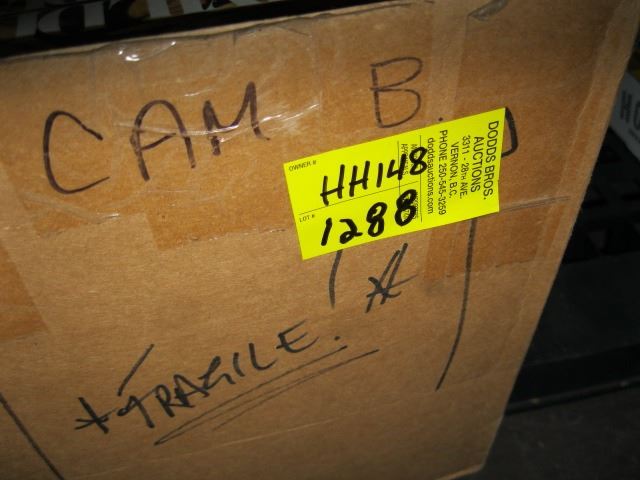 CAM B.
OWNER #
HH148
LOT #
1288
DODDS BROS.
AUCTIONS
3311 - 28TH AVE.
VERNON, B.C.
PHONE 250-545-3259
doddsauctions.com
*FRAGILE! *